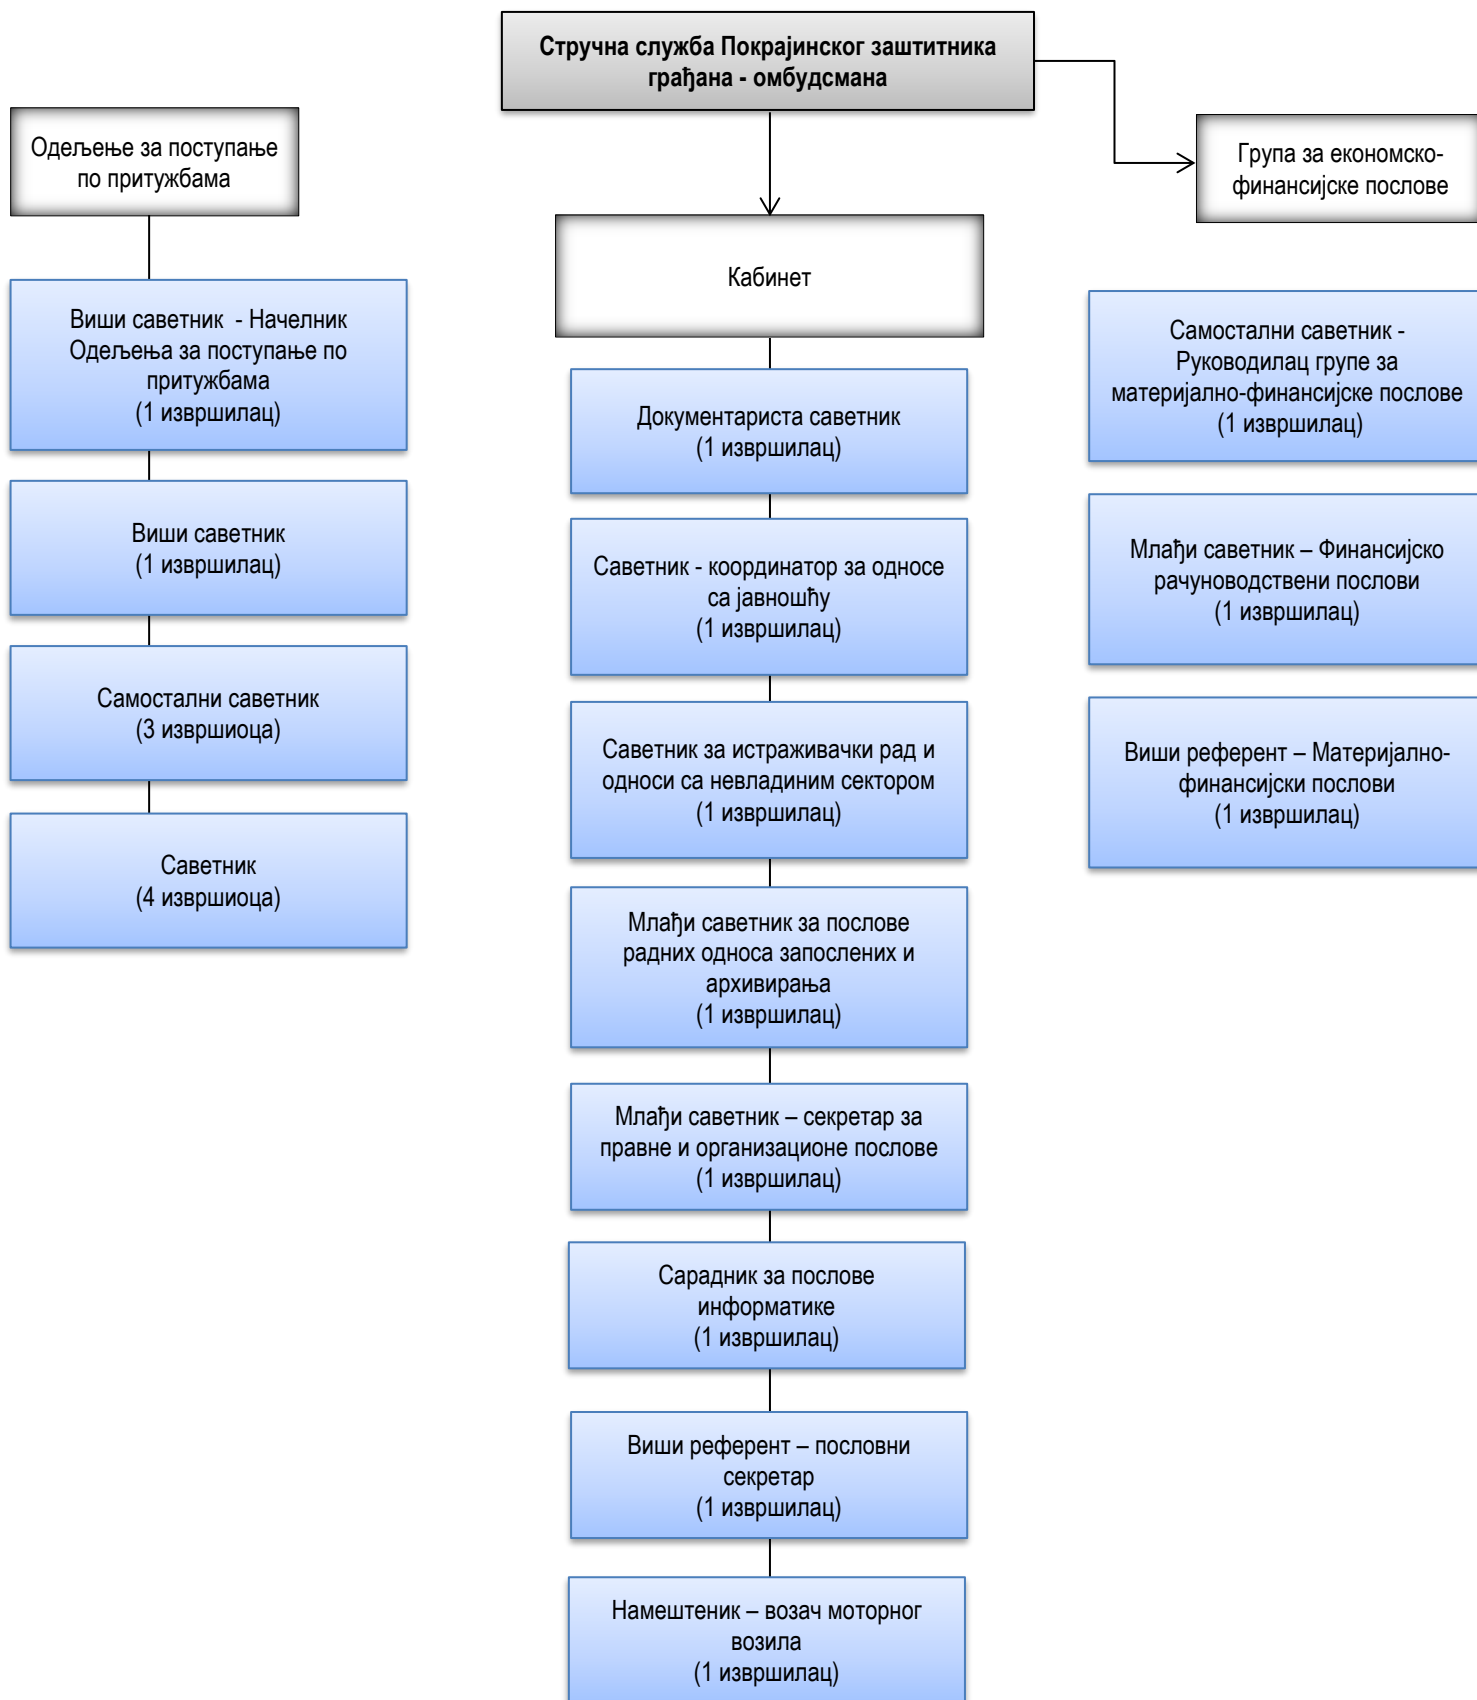 Стручна служба Покрајинског заштитника
грађана - омбудсмана
Одељење за поступање
по притужбама
Виши саветник  - Начелник
Одељења за поступање по
притужбама
(1 извршилац)
Виши саветник
(1 извршилац)
Самостални саветник
(3 извршиоца)
Саветник
(4 извршиоца)
Кабинет
Документариста саветник
(1 извршилац)
Саветник - координатор за односе
са јавношћу
(1 извршилац)
Саветник за истраживачки рад и
односи са невладиним сектором
(1 извршилац)
Млађи саветник за послове
радних односа запослених и
архивирања
(1 извршилац)
Млађи саветник – секретар за
правне и организационе послове
(1 извршилац)
Сарадник за послове
информатике
(1 извршилац)
Виши референт – пословни
секретар
(1 извршилац)
Намештеник – возач моторног
возила
(1 извршилац)
Група за економско-
финансијске послове
Самостални саветник -
Руководилац групе за
материјално-финансијске послове
(1 извршилац)
Млађи саветник – Финансијско
рачуноводствени послови
(1 извршилац)
Виши референт – Материјално-
финансијски послови
(1 извршилац)